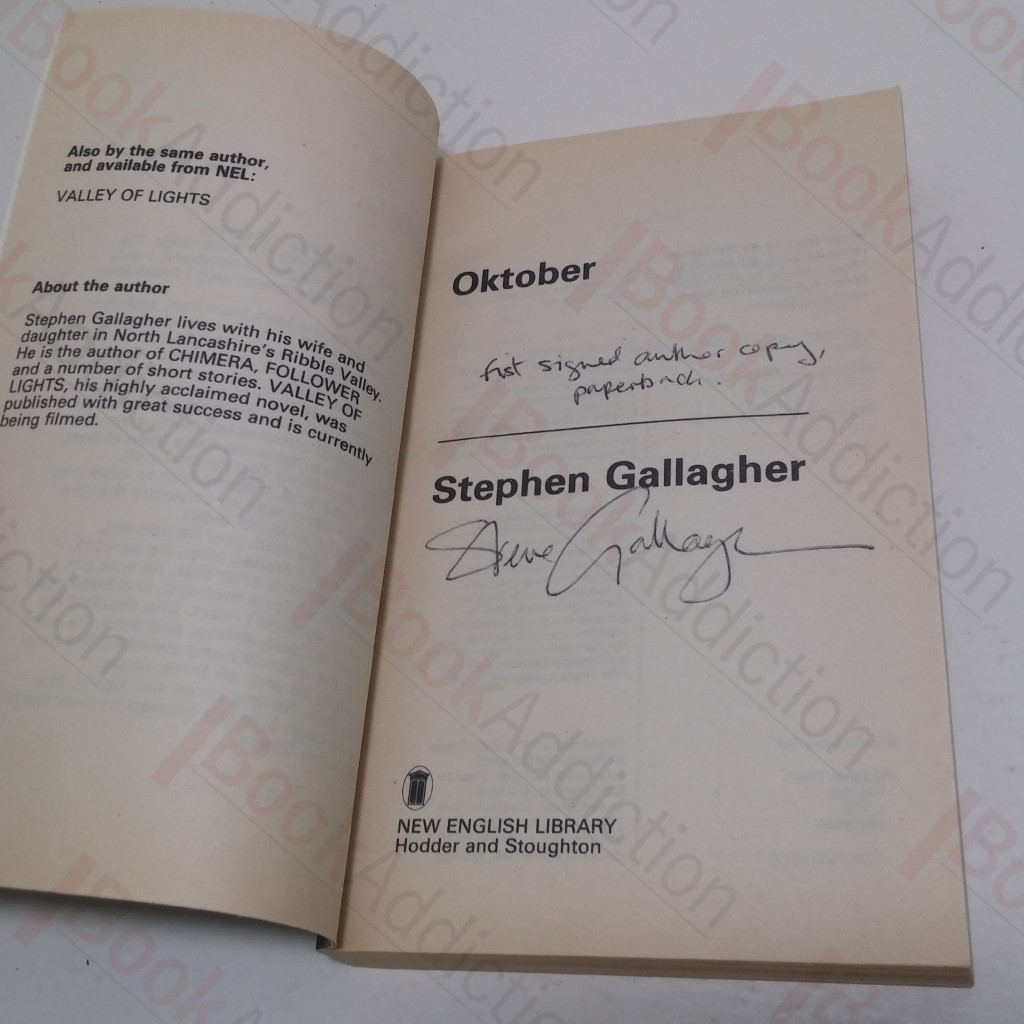 Also by the same author,
and available from NEL:
VALLEY OF LIGHTS
About the author
Stephen Gallagher lives with his wife and
daughter in North Lancashire's Ribble Valley.
He is the author of CHIMERA, FOLLOWER
and a number of short stories. VALLEY OF
LIGHTS, his highly acclaimed novel, was
published with great success and is currently
being filmed.
Oktober
fist signed author copy,
paperback.
Stephen Gallagher
Steve Gallagher
NEW ENGLISH LIBRARY
Hodder and Stoughton
BookAddiction